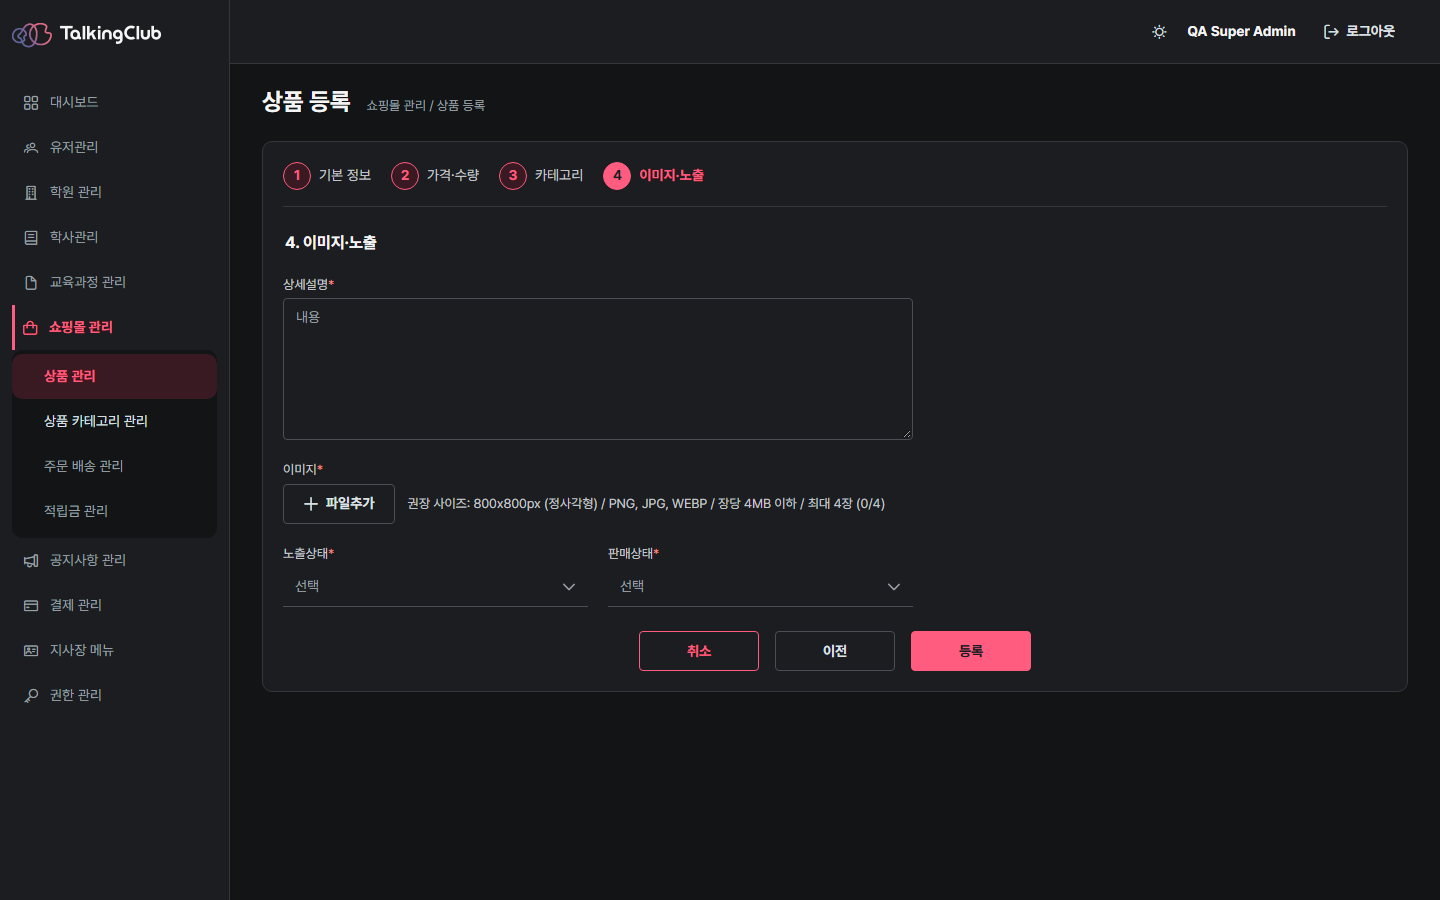 TalkingClub
QA Super Admin
로그아웃
대시보드
유저관리
학원 관리
학사관리
교육과정 관리
쇼핑몰 관리
상품 관리
상품 카테고리 관리
주문 배송 관리
적립금 관리
공지사항 관리
결제 관리
지사장 메뉴
권한 관리
상품 등록
쇼핑몰 관리 / 상품 등록
1 기본 정보 2 가격·수량 3 카테고리 4 이미지·노출
4. 이미지·노출
상세설명*
내용
이미지*
파일추가 권장 사이즈: 800x800px (정사각형) / PNG, JPG, WEBP / 장당 4MB 이하 / 최대 4장 (0/4)
노출상태* 판매상태*
선택 선택
취소 이전 등록